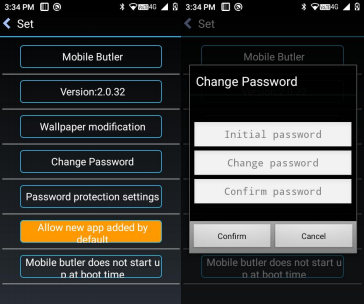 3:34 PM
4G
Set
Mobile Butler
Version:2.0.32
Wallpaper modification
Change Password
Password protection settings
Allow new app added by
default
Mobile butler does not start u
p at boot time
3:34 PM
4G
Set
Mobile Butler
Change Password
Initial password
Change password
Confirm password
Confirm
Cancel
Mobile butler does not start u
p at boot time